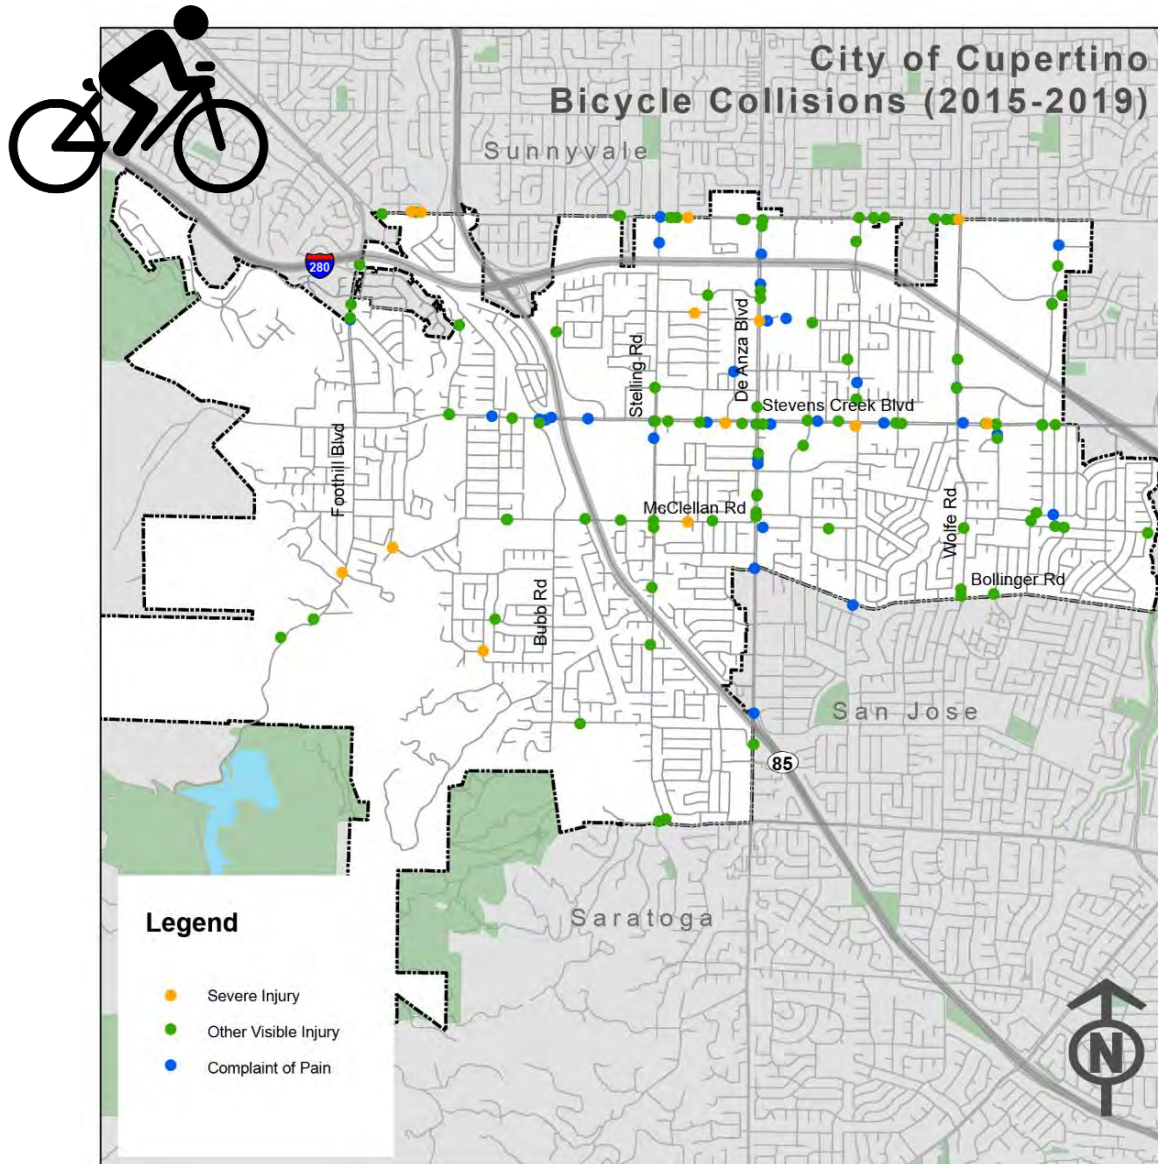 City of Cupertino
Bicycle Collisions (2015-2019)
Sunnyvale
280
Stelling Rd
De Anza Blvd
Stevens Creek Blvd
Foothill Blvd
McClellan Rd
Wolfe Rd
Bollinger Rd
Bubb Rd
San Jose
85
Saratoga
Legend
Severe Injury
Other Visible Injury
Complaint of Pain
N